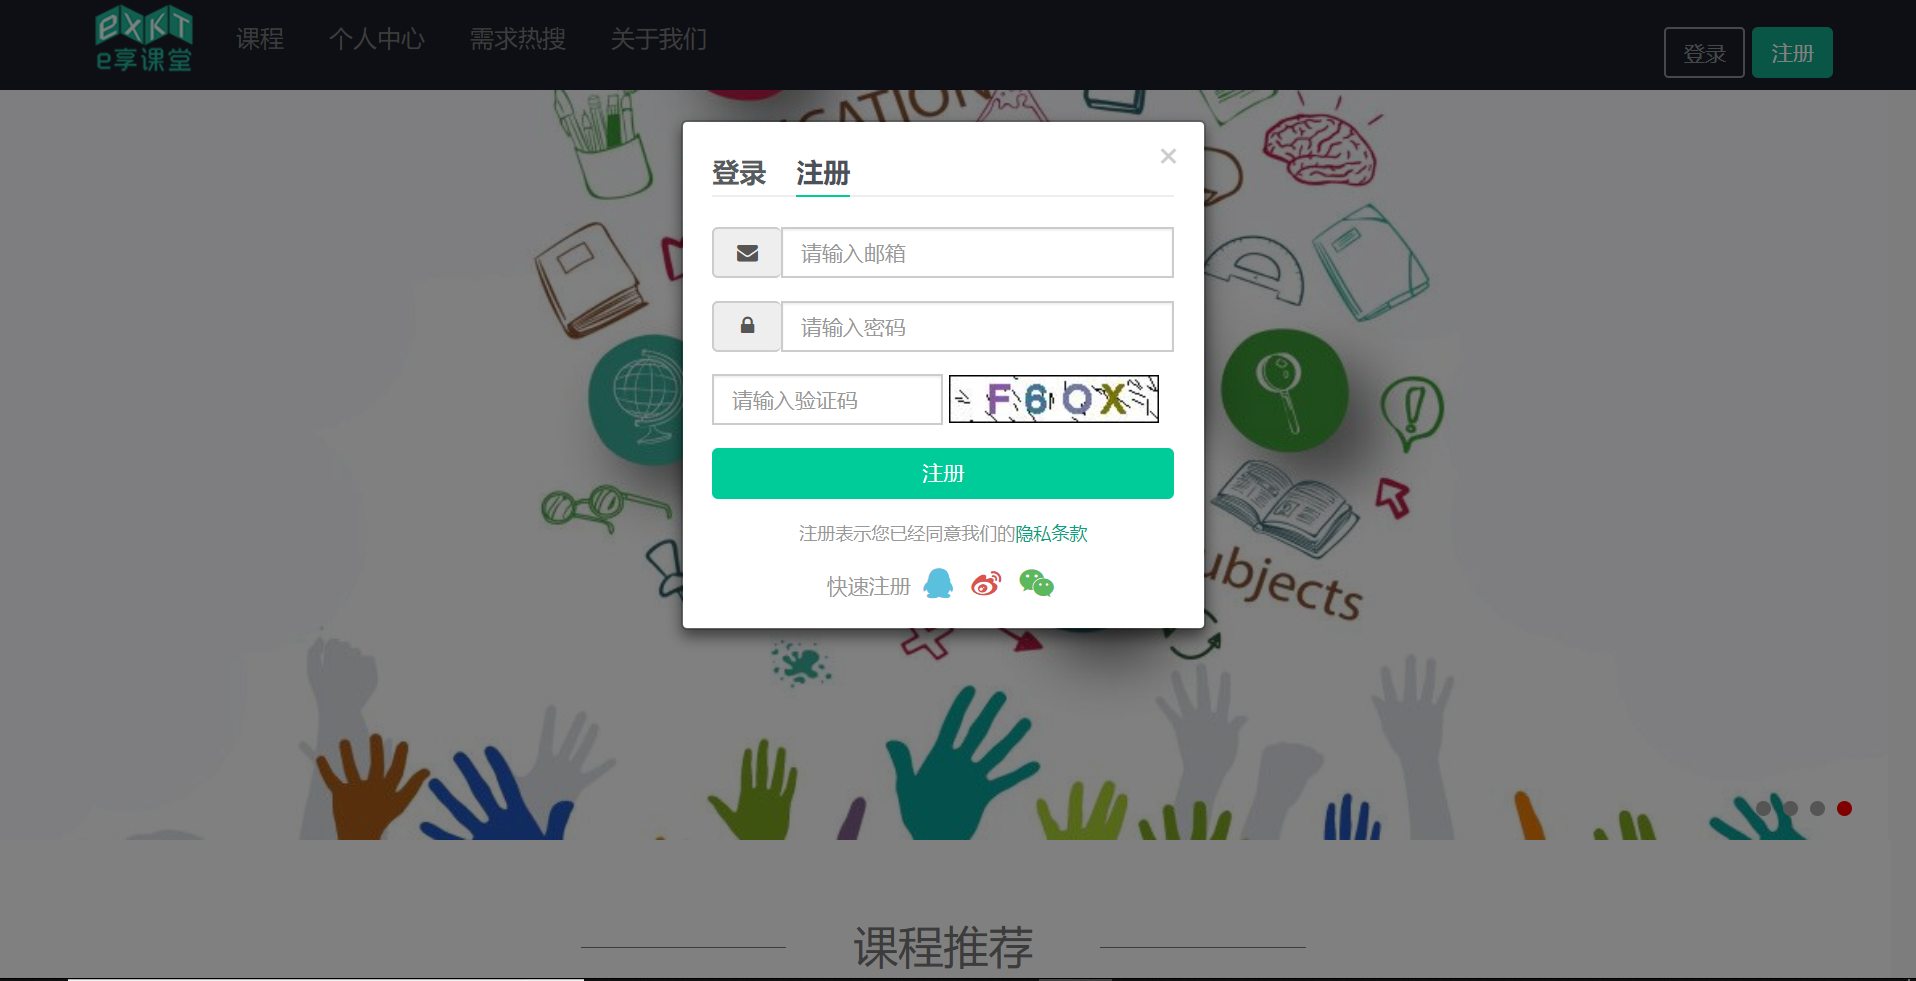 eXKT
e享课堂
课程 个人中心 需求热搜 关于我们
登录 注册
CATION
登录 注册
×
请输入邮箱
请输入密码
请输入验证码
F6OX
注册
注册表示您已经同意我们的隐私条款
快速注册
ubjects
课程推荐